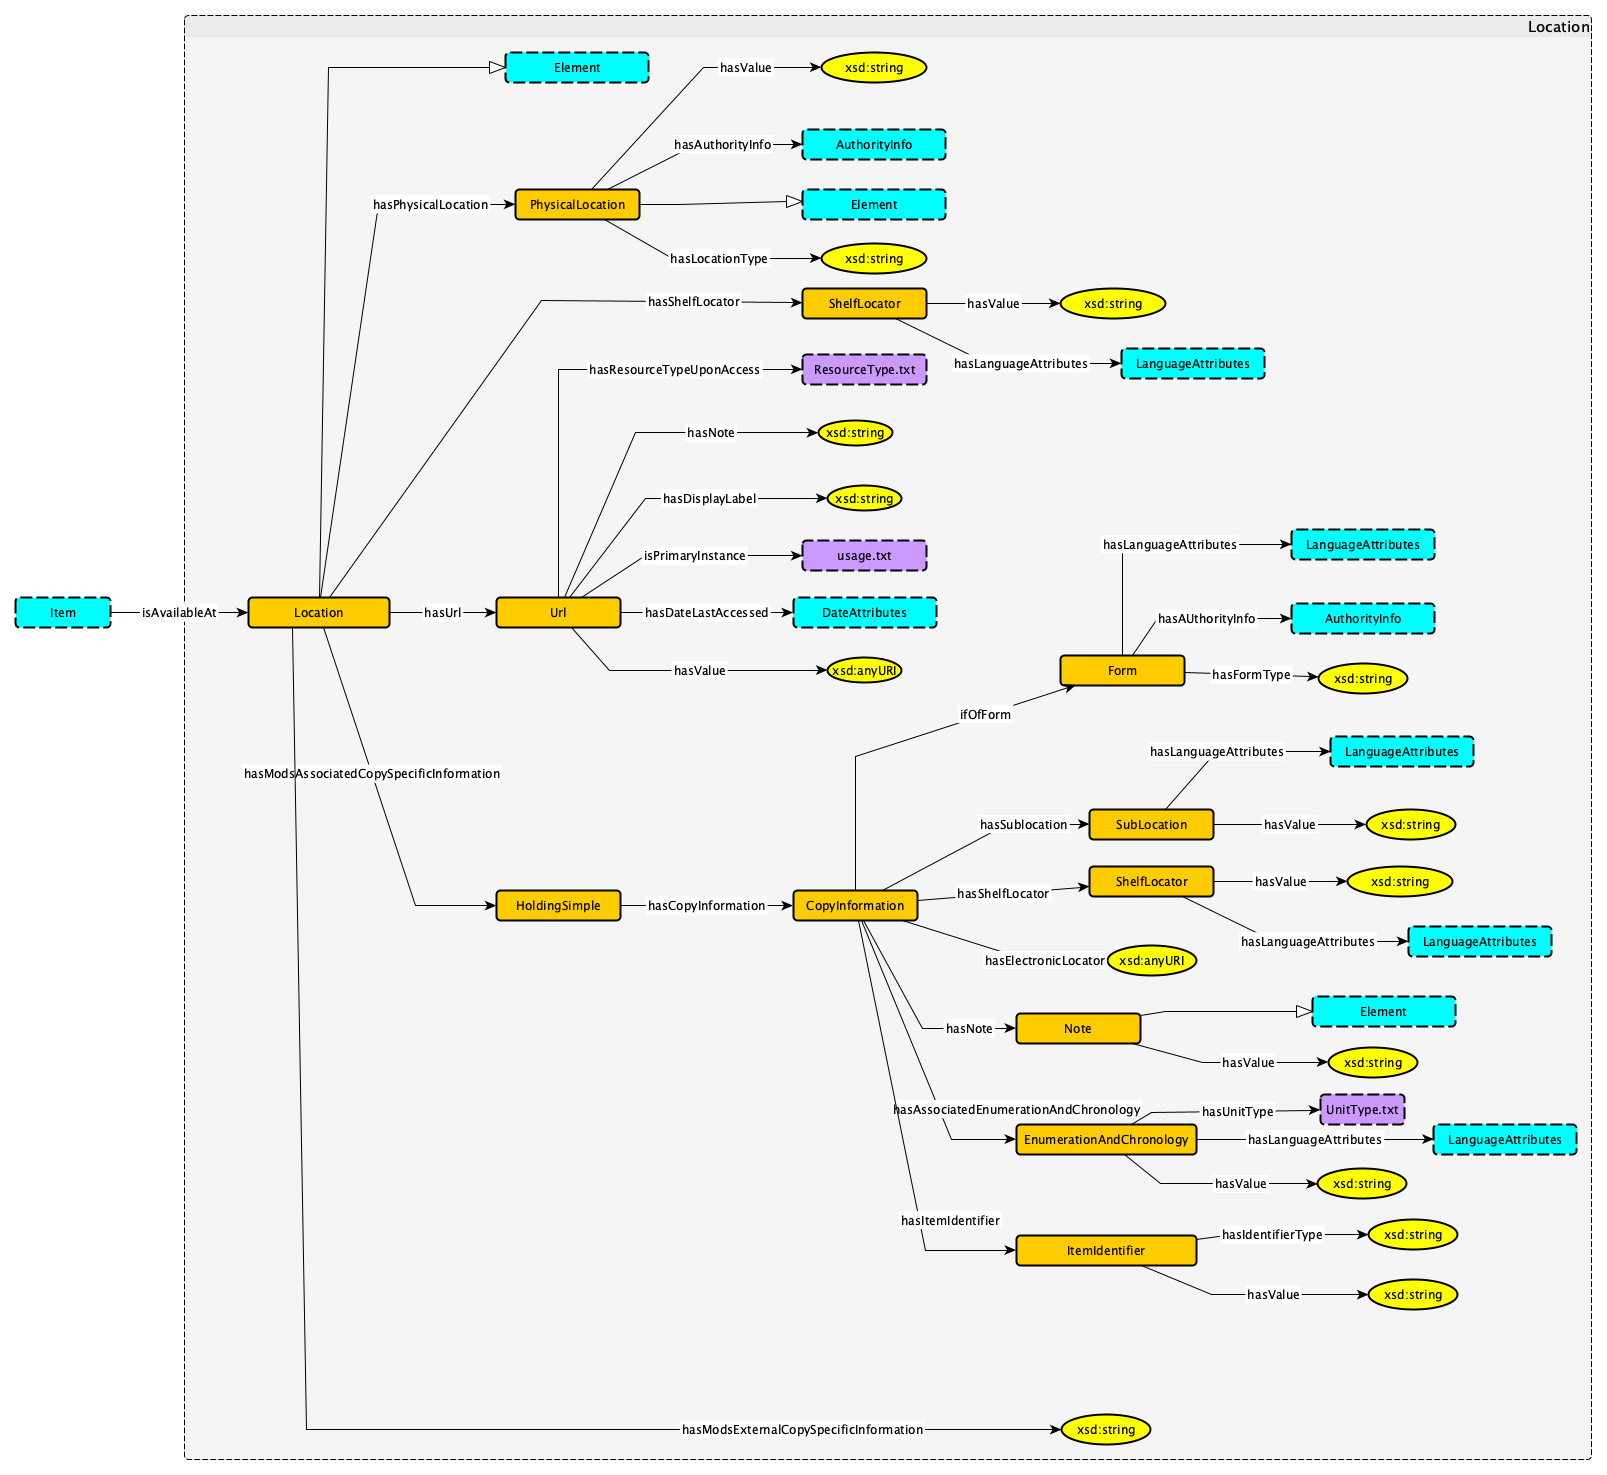 Location
Element
hasValue
xsd:string
hasAuthorityInfo
AuthorityInfo
hasPhysicalLocation
PhysicalLocation
Element
hasLocationType
xsd:string
hasShelfLocator
ShelfLocator
hasValue
xsd:string
hasLanguageAttributes
LanguageAttributes
hasResourceTypeUponAccess
ResourceType.txt
hasNote
xsd:string
hasDisplayLabel
xsd:string
isPrimaryInstance
usage.txt
Item
isAvailableAt
Location
hasUrl
Url
hasDateLastAccessed
DateAttributes
hasValue
xsd:anyURI
hasLanguageAttributes
LanguageAttributes
hasAUthorityInfo
AuthorityInfo
Form
hasFormType
xsd:string
ifOfForm
hasModsAssociatedCopySpecificInformation
hasLanguageAttributes
LanguageAttributes
hasSublocation
SubLocation
hasValue
xsd:string
HoldingSimple
hasCopyInformation
CopyInformation
hasShelfLocator
ShelfLocator
hasValue
xsd:string
hasLanguageAttributes
LanguageAttributes
hasElectronicLocator
xsd:anyURI
hasNote
Note
Element
hasValue
xsd:string
hasAssociatedEnumerationAndChronology
hasUnitType
UnitType.txt
EnumerationAndChronology
hasLanguageAttributes
LanguageAttributes
hasValue
xsd:string
hasItemIdentifier
ItemIdentifier
hasIdentifierType
xsd:string
hasValue
xsd:string
hasModsExternalCopySpecificInformation
xsd:string